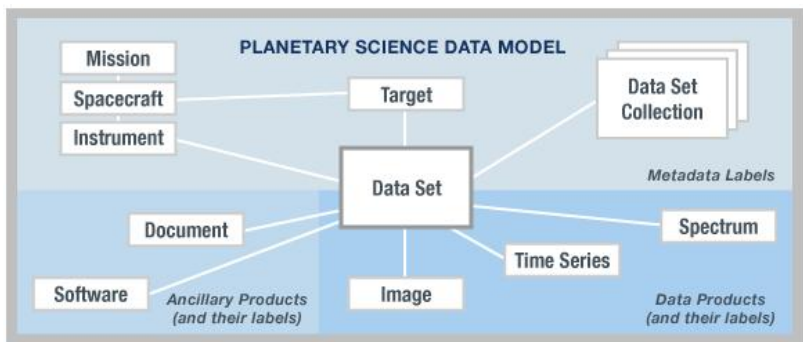 PLANETARY SCIENCE DATA MODEL
Mission
Spacecraft
Instrument
Target
Data Set
Collection
Metadata Labels
Data Set
Document
Software
Ancillary Products
(and their labels)
Image
Time Series
Spectrum
Data Products
(and their labels)